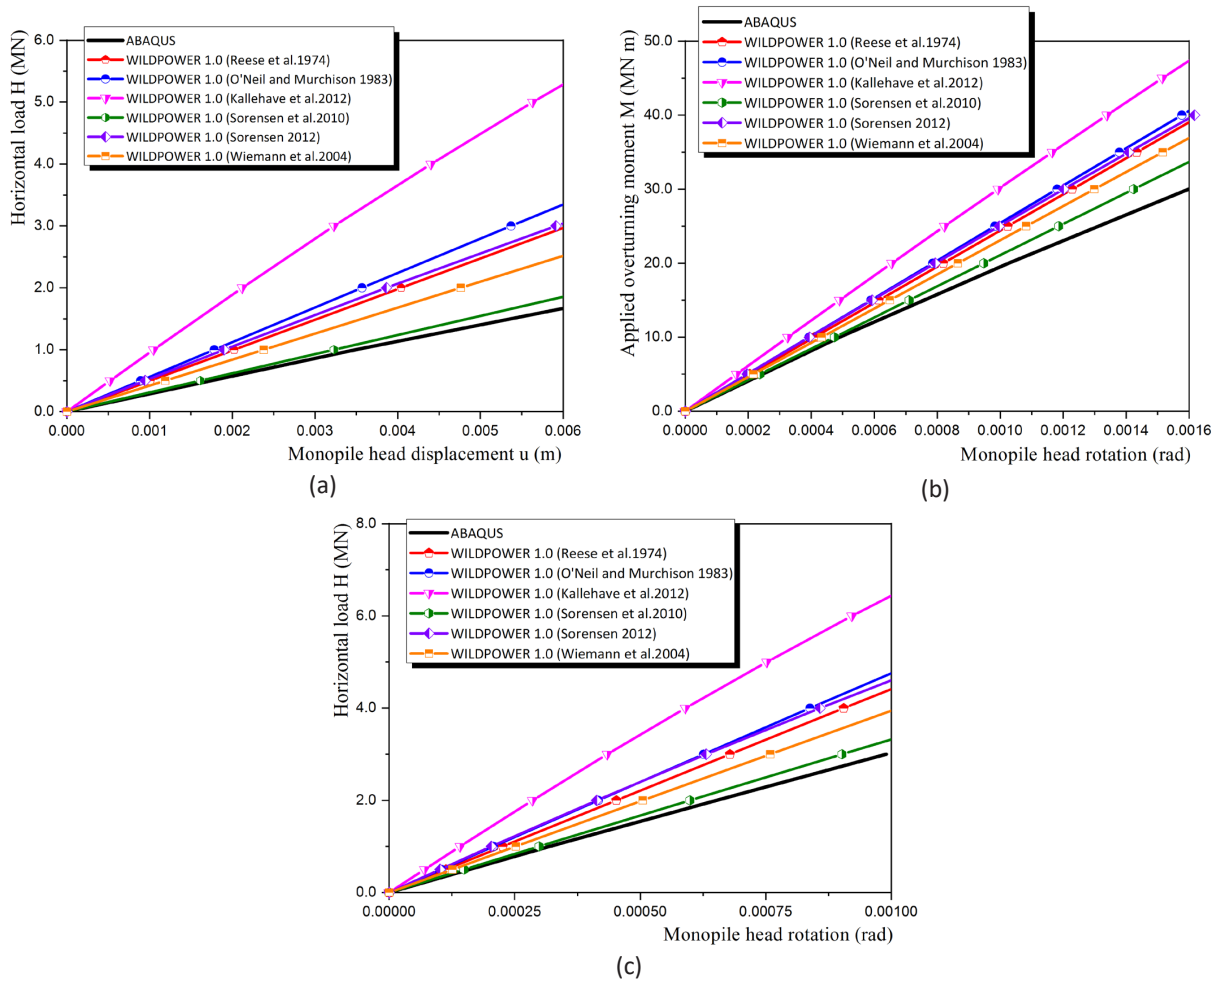 ABAQUS
WILDPOWER 1.0 (Reese et al.1974)
WILDPOWER 1.0 (O'Neil and Murchison 1983)
WILDPOWER 1.0 (Kallehave et al.2012)
WILDPOWER 1.0 (Sorensen et al.2010)
WILDPOWER 1.0 (Sorensen 2012)
WILDPOWER 1.0 (Wiemann et al.2004)
Horizontal load H (MN)
6.0
5.0
4.0
3.0
2.0
1.0
0.0
0.000 0.001 0.002 0.003 0.004 0.005 0.006
Monopile head displacement u (m)
(a)
ABAQUS
WILDPOWER 1.0 (Reese et al.1974)
WILDPOWER 1.0 (O'Neil and Murchison 1983)
WILDPOWER 1.0 (Kallehave et al.2012)
WILDPOWER 1.0 (Sorensen et al.2010)
WILDPOWER 1.0 (Sorensen 2012)
WILDPOWER 1.0 (Wiemann et al.2004)
Applied overturning moment M (MN m)
50.0
40.0
30.0
20.0
10.0
0.0
0.0000 0.0002 0.0004 0.0006 0.0008 0.0010 0.0012 0.0014 0.0016
Monopile head rotation (rad)
(b)
ABAQUS
WILDPOWER 1.0 (Reese et al.1974)
WILDPOWER 1.0 (O'Neil and Murchison 1983)
WILDPOWER 1.0 (Kallehave et al.2012)
WILDPOWER 1.0 (Sorensen et al.2010)
WILDPOWER 1.0 (Sorensen 2012)
WILDPOWER 1.0 (Wiemann et al.2004)
Horizontal load H (MN)
8.0
6.0
4.0
2.0
0.0
0.00000 0.00025 0.00050 0.00075 0.00100
Monopile head rotation (rad)
(c)